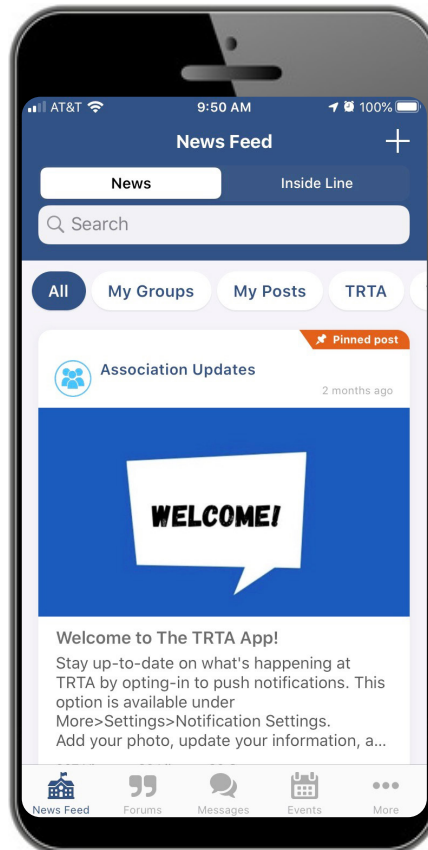 AT&T 9:50 AM 100%
News Feed
News Inside Line
Search
All My Groups My Posts TRTA
Pinned post
Association Updates
2 months ago
WELCOME!
Welcome to The TRTA App!
Stay up-to-date on what's happening at
TRTA by opting-in to push notifications. This
option is available under
More>Settings>Notification Settings.
Add your photo, update your information, a...
News Feed Forums Messages Events More